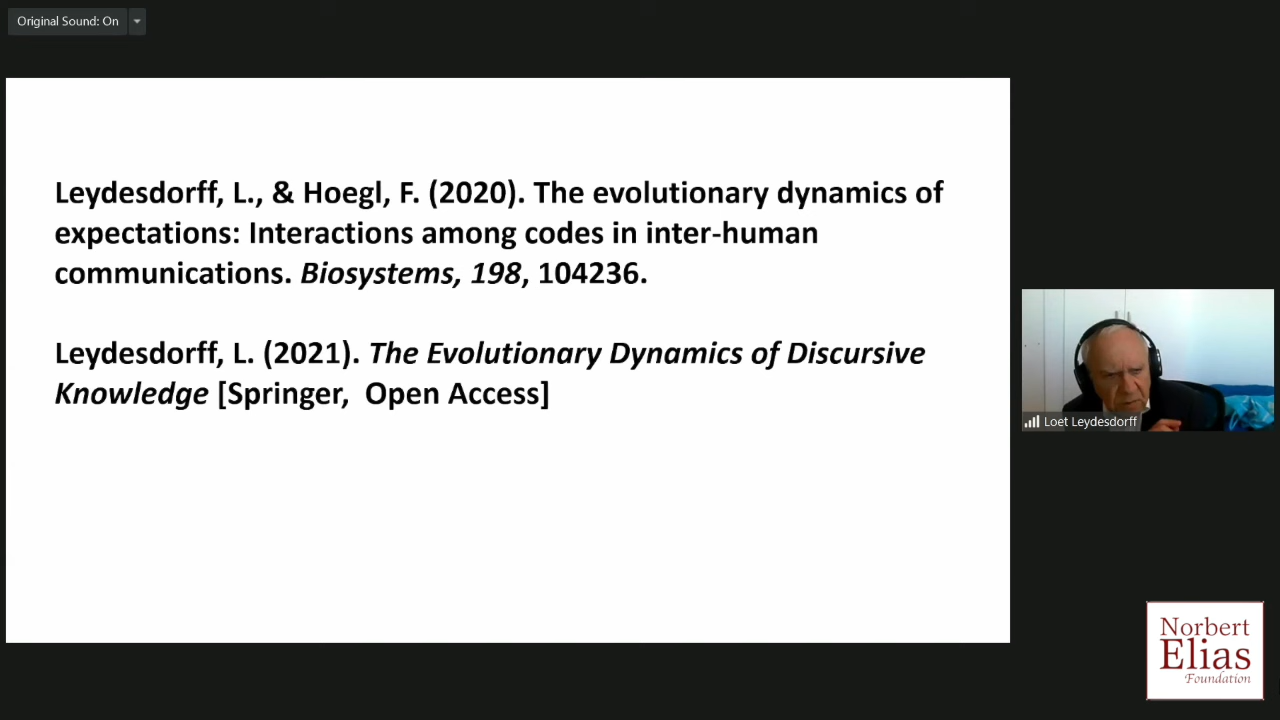 Original Sound: On
Leydesdorff, L., & Hoegl, F. (2020). The evolutionary dynamics of
expectations: Interactions among codes in inter-human
communications. Biosystems, 198, 104236.
Leydesdorff, L. (2021). The Evolutionary Dynamics of Discursive
Knowledge [Springer, Open Access]
Loet Leydesdorff
Norbert
Elias
Foundation